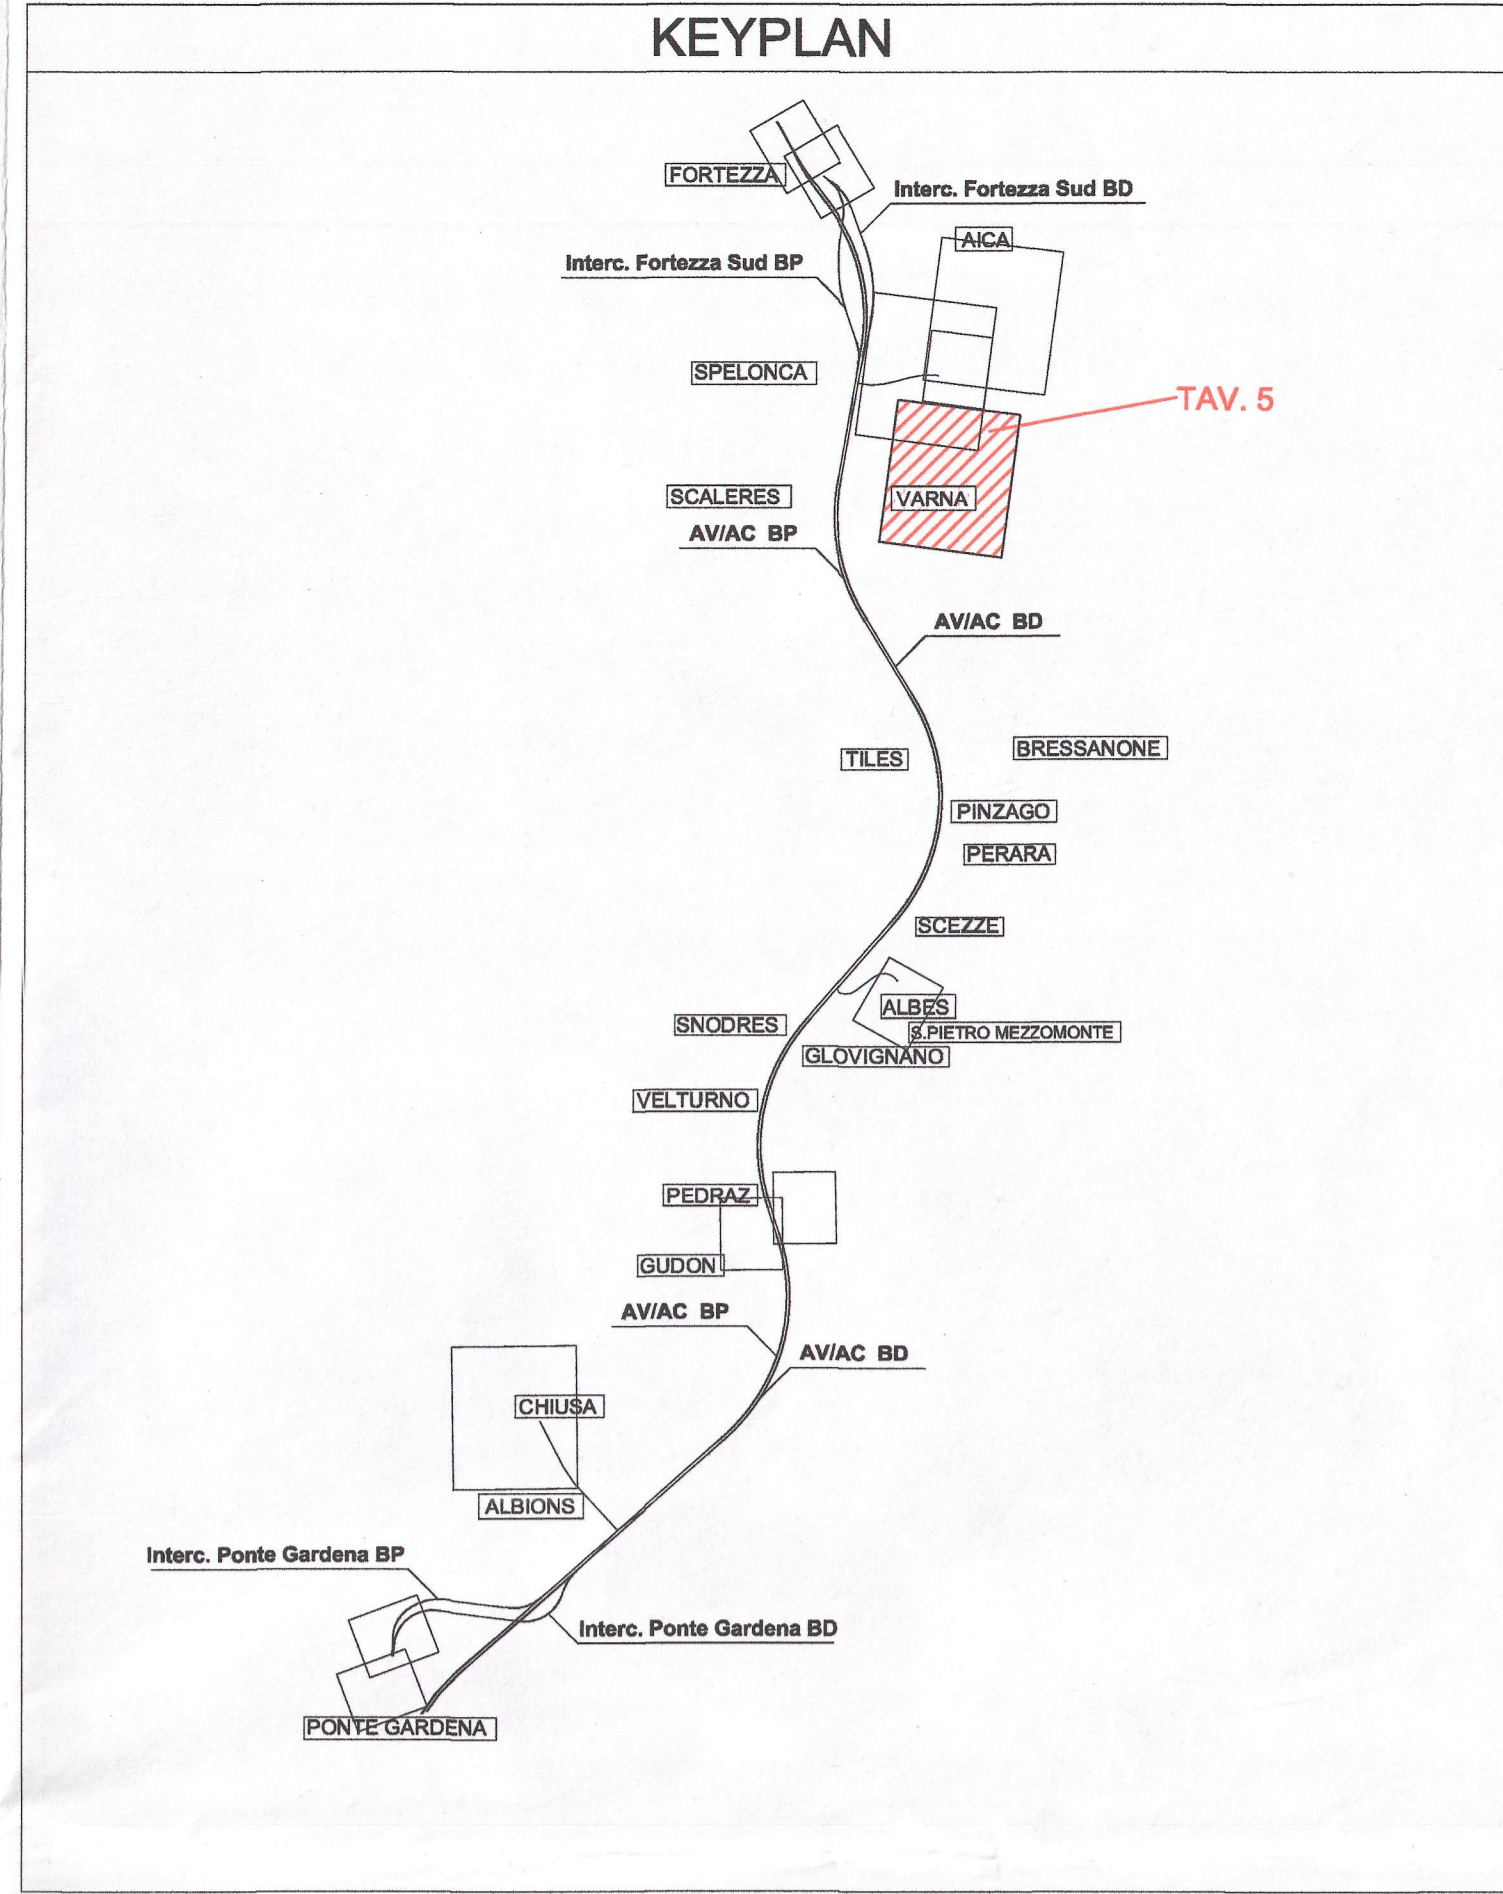 KEYPLAN
FORTEZZA
Interc. Fortezza Sud BD
AICA
Interc. Fortezza Sud BP
SPELONCA
TAV. 5
SCALERES
VARNA
AV/AC BP
AV/AC BD
BRESSANONE
TILES
PINZAGO
PERARA
SCEZZE
ALBES
SNODRES
S.PIETRO MEZZOMONTE
GLOVIGNANO
VELTURNO
PEDRAZ
GUDON
AV/AC BP
AV/AC BD
CHIUSA
ALBIONS
Interc. Ponte Gardena BP
Interc. Ponte Gardena BD
PONTE GARDENA